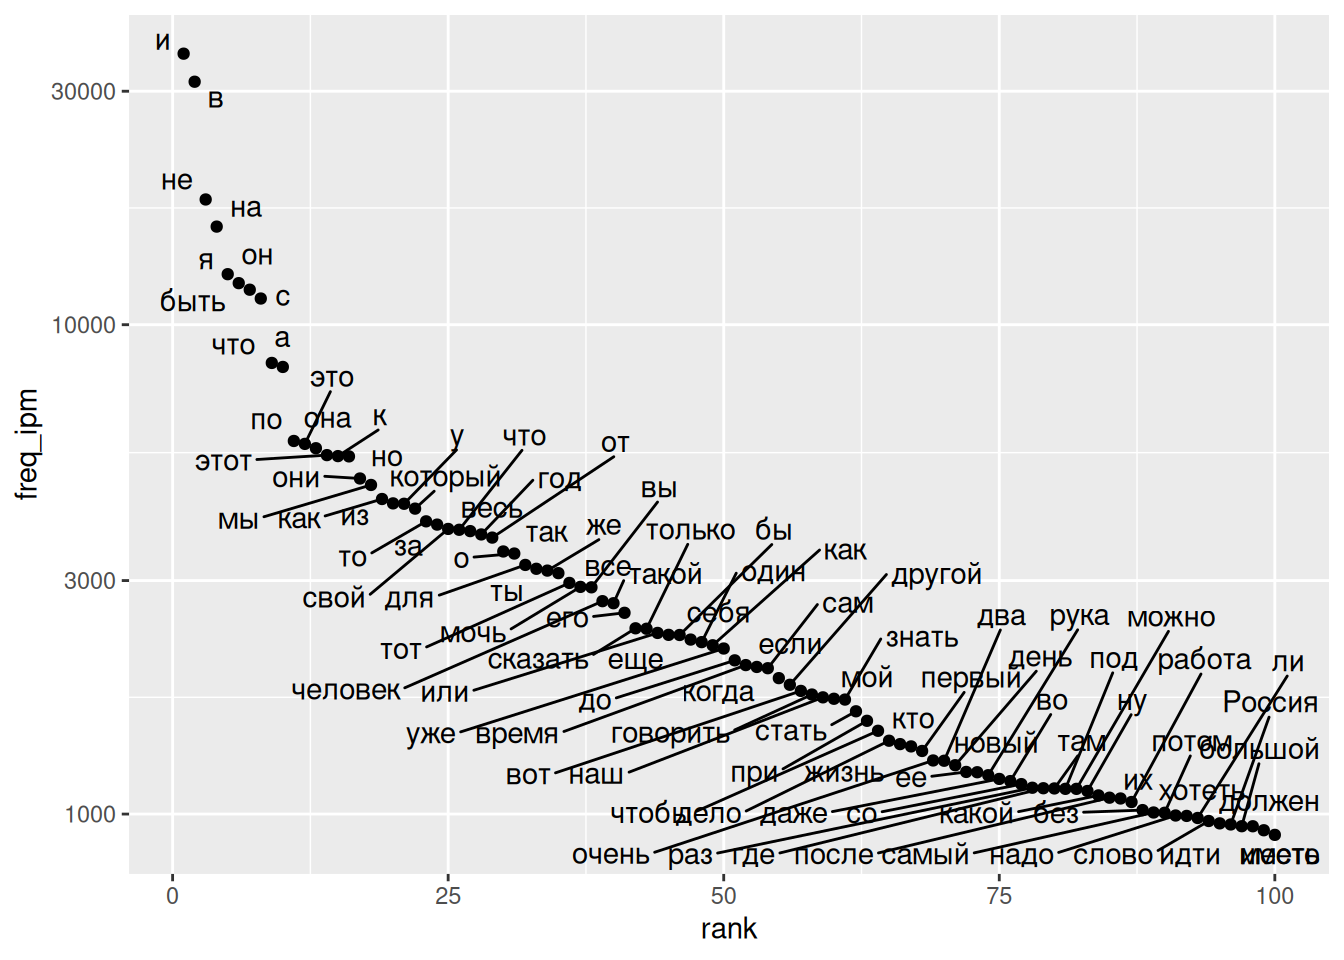 и
30000
в
не
на
я
он
быть
с
10000
что
а
это
по
она
к
этот
но
у
что
от
они
который
год
вы
мы
как
из
весь
то
за
о
так
же
только
бы
как
3000
свой
для
ты
все
такой
один
другой
тот
мочь
его
себя
сам
два
рука
можно
человек
или
сказать
еще
если
знать
день
под
работа
ли
до
когда
мой
первый
во
ну
Россия
уже
время
говорить
стать
кто
новый
там
потом
большой
вот
наш
при
жизнь
ее
их
хотеть
должен
1000
чтобы
дело
даже
со
какой
без
очень
раз
где
после
самый
надо
слово
идти
freq_ipm
0
25
50
75
100
rank